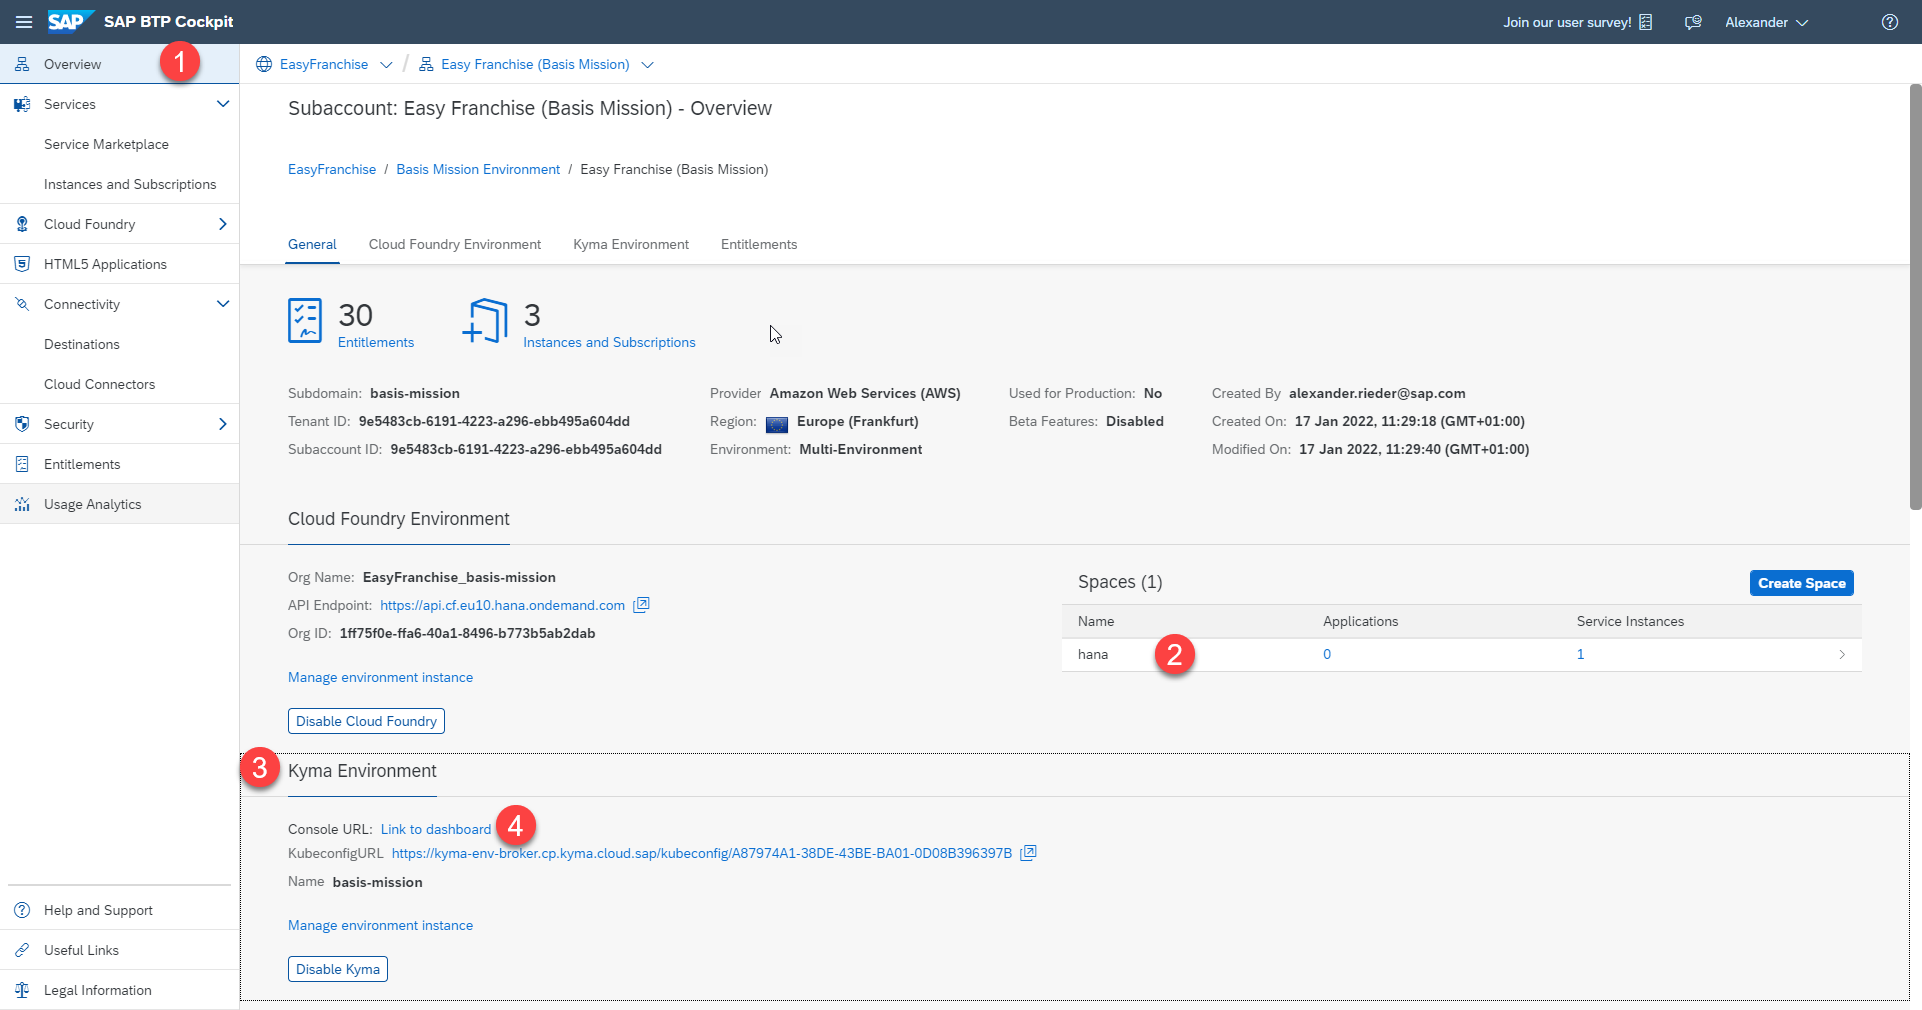 SAP SAP BTP Cockpit
Join our user survey!
Alexander
Overview
1
Services
Service Marketplace
Instances and Subscriptions
Cloud Foundry
HTML5 Applications
Connectivity
Destinations
Cloud Connectors
Security
Entitlements
Usage Analytics
Help and Support
Useful Links
Legal Information
EasyFranchise / Easy Franchise (Basis Mission)
Subaccount: Easy Franchise (Basis Mission) - Overview
EasyFranchise / Basis Mission Environment / Easy Franchise (Basis Mission)
General Cloud Foundry Environment Kyma Environment Entitlements
30
Entitlements
3
Instances and Subscriptions
Subdomain: basis-mission
Tenant ID: 9e5483cb-6191-4223-a296-ebb495a604dd
Subaccount ID: 9e5483cb-6191-4223-a296-ebb495a604dd
Provider Amazon Web Services (AWS)
Region: Europe (Frankfurt)
Environment: Multi-Environment
Used for Production: No
Beta Features: Disabled
Created By alexander.rieder@sap.com
Created On: 17 Jan 2022, 11:29:18 (GMT+01:00)
Modified On: 17 Jan 2022, 11:29:40 (GMT+01:00)
Cloud Foundry Environment
Org Name: EasyFranchise_basis-mission
API Endpoint: https://api.cf.eu10.hana.ondemand.com
Org ID: 1ff75f0e-ffa6-40a1-8496-b773b5ab2dab
Manage environment instance
Disable Cloud Foundry
Spaces (1)
Create Space
Name Applications Service Instances
hana 2 0 1
3 Kyma Environment
Console URL: Link to dashboard 4
KubeconfigURL https://kyma-env-broker.cp.kyma.cloud.sap/kubeconfig/A87974A1-38DE-43BE-BA01-0D08B396397B
Name basis-mission
Manage environment instance
Disable Kyma